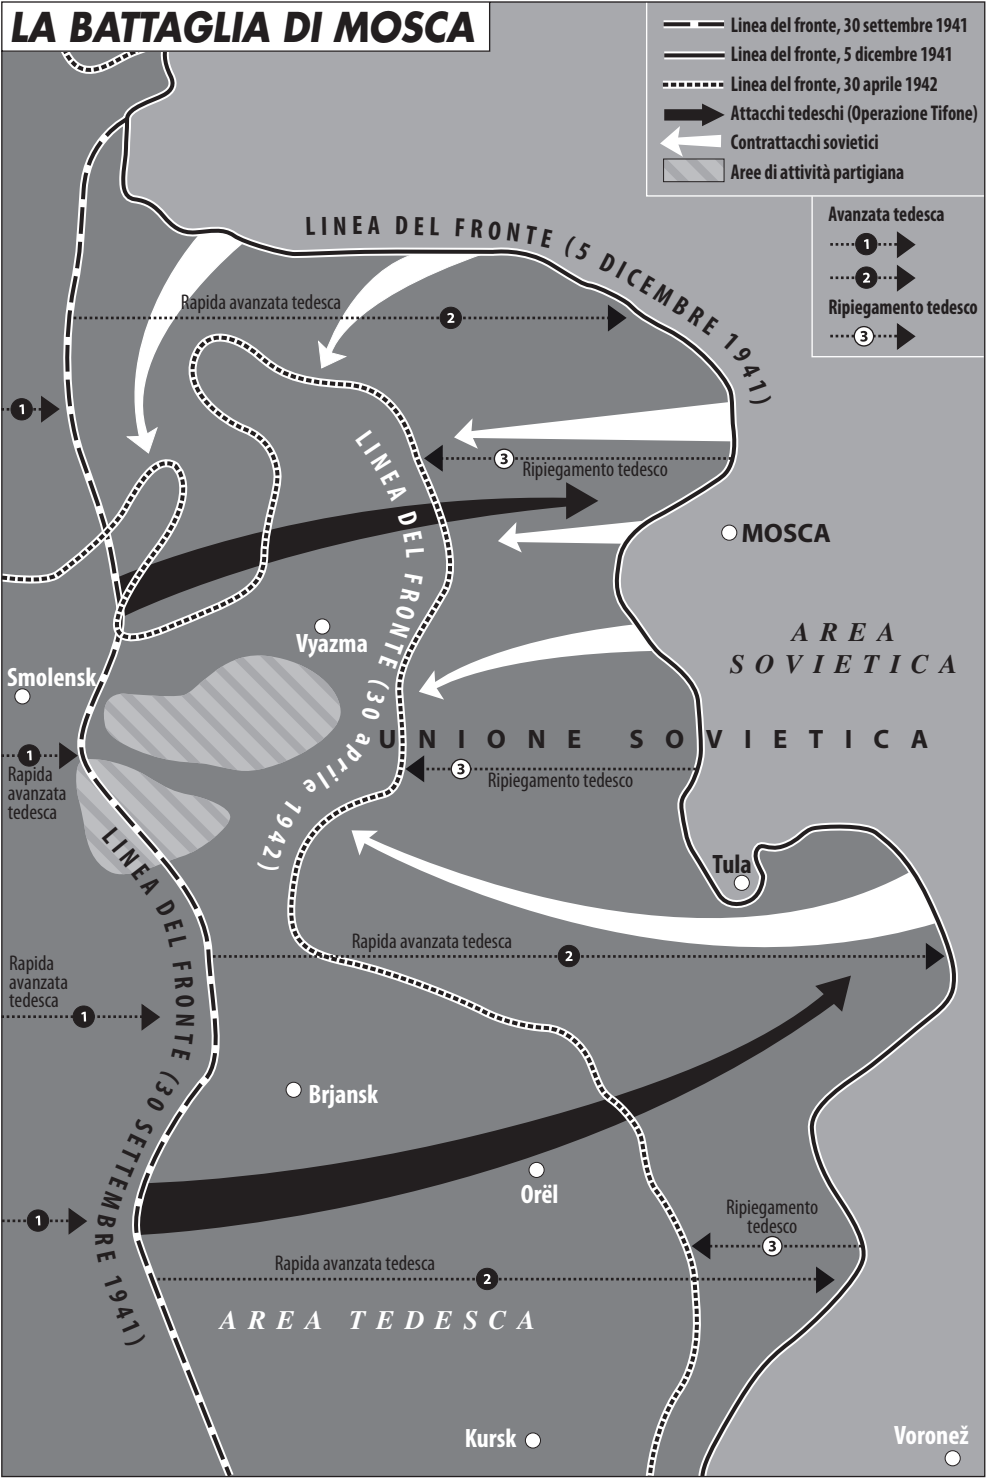 LA BATTAGLIA DI MOSCA
Linea del fronte, 30 settembre 1941
Linea del fronte, 5 dicembre 1941
Linea del fronte, 30 aprile 1942
Attacchi tedeschi (Operazione Tifone)
Contrattacchi sovietici
Aree di attività partigiana
Avanzata tedesca
1
2
Ripiegamento tedesco
3
LINEA DEL FRONTE (5 DICEMBRE 1941)
Rapida avanzata tedesca
2
1
LINEA DEL FRONTE (30 aprile 1942)
3
Ripiegamento tedesco
MOSCA
Vyazma
AREA
SOVIETICA
Smolensk
UNIONE SOVIETICA
1
Rapida
avanzata
tedesca
3
Ripiegamento tedesco
LINEA DEL FRONTE (30 SETTEMBRE 1941)
Tula
Rapida avanzata tedesca
2
Rapida
avanzata
tedesca
1
Brjansk
Orël
1
Ripiegamento
tedesco
3
Rapida avanzata tedesca
2
AREA TEDESCA
Kursk
Voronež